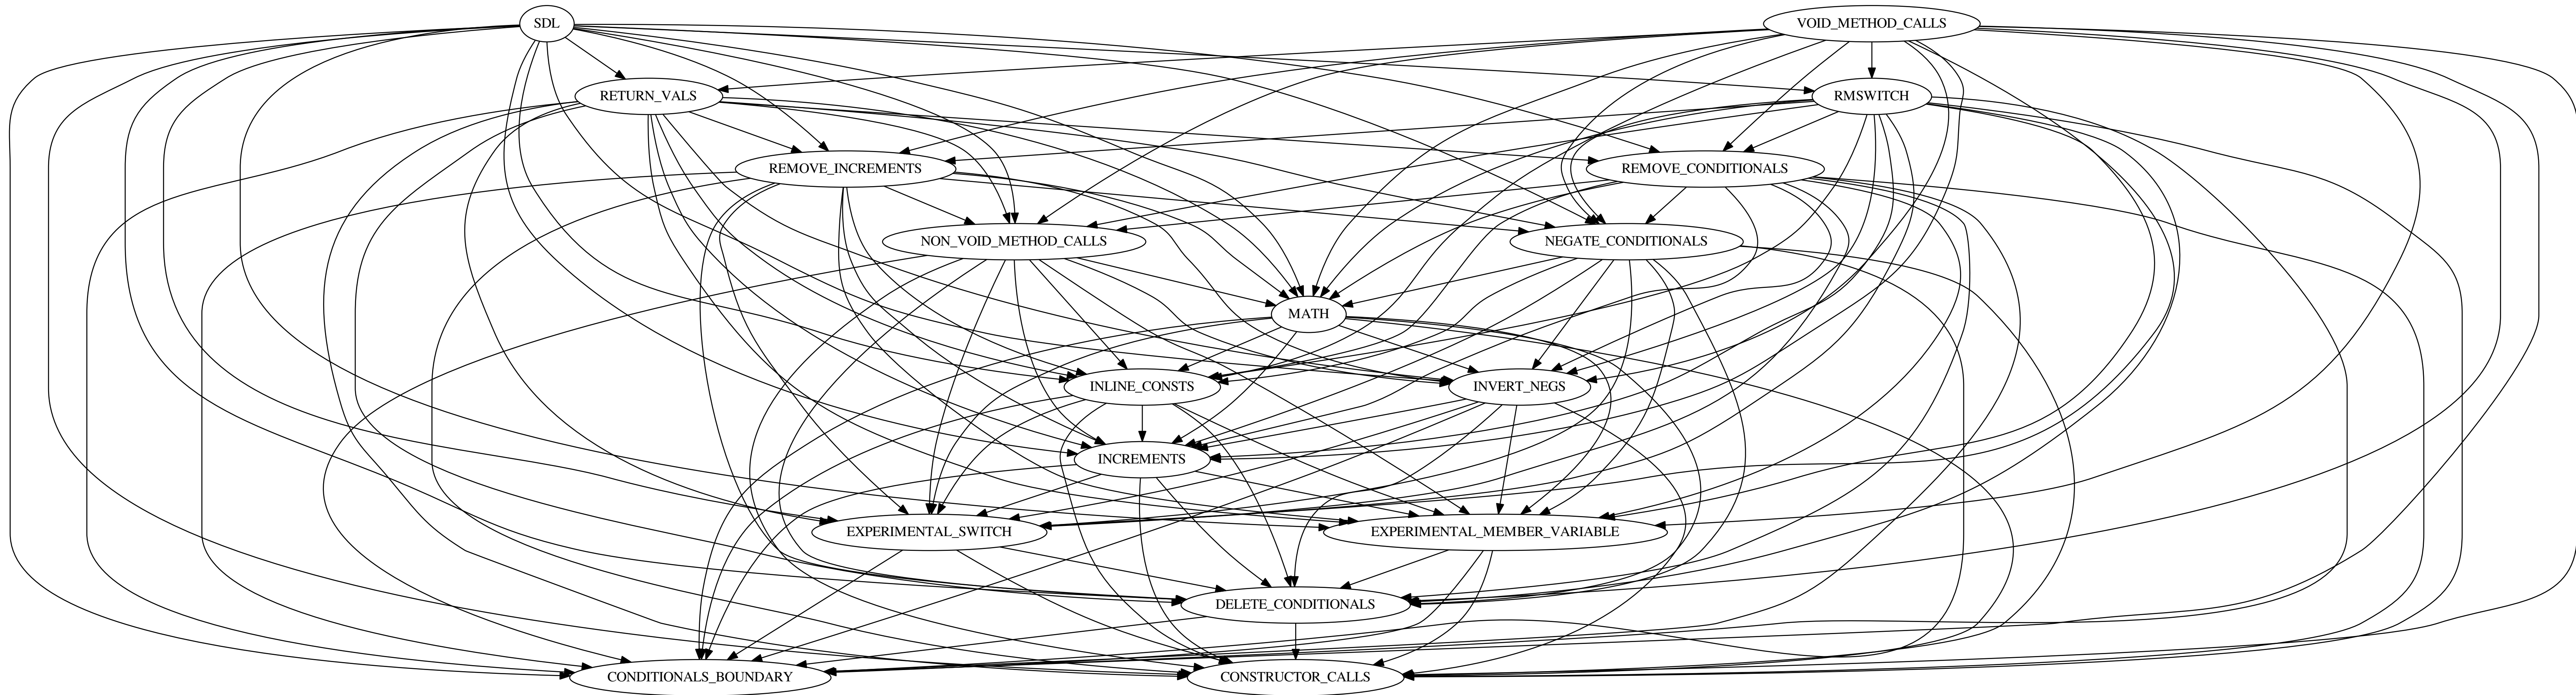 SDL
VOID_METHOD_CALLS
RETURN_VALS
RMSWITCH
REMOVE_INCREMENTS
REMOVE_CONDITIONALS
NON_VOID_METHOD_CALLS
NEGATE_CONDITIONALS
MATH
INLINE_CONSTS
INVERT_NEGS
INCREMENTS
EXPERIMENTAL_SWITCH
EXPERIMENTAL_MEMBER_VARIABLE
DELETE_CONDITIONALS
CONDITIONALS_BOUNDARY
CONSTRUCTOR_CALLS